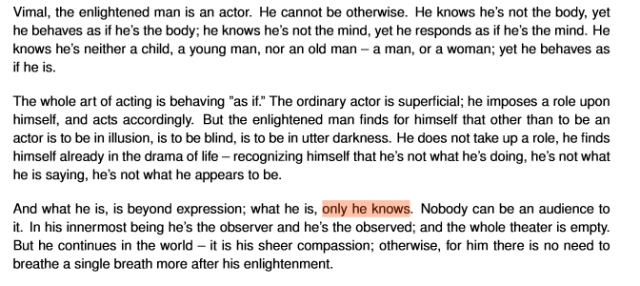 Vimal, the enlightened man is an actor. He cannot be otherwise. He knows he's not the body, yet
he behaves as if he's the body; he knows he's not the mind, yet he responds as if he's the mind. He
knows he's neither a child, a young man, nor an old man – a man, or a woman; yet he behaves as
if he is.
The whole art of acting is behaving "as if." The ordinary actor is superficial; he imposes a role upon
himself, and acts accordingly. But the enlightened man finds for himself that other than to be an
actor is to be in illusion, is to be blind, is to be in utter darkness. He does not take up a role, he finds
himself already in the drama of life – recognizing himself that he's not what he's doing, he's not what
he is saying, he's not what he appears to be.
And what he is, is beyond expression; what he is, only he knows. Nobody can be an audience to
it. In his innermost being he's the observer and he's the observed; and the whole theater is empty.
But he continues in the world – it is his sheer compassion; otherwise, for him there is no need to
breathe a single breath more after his enlightenment.